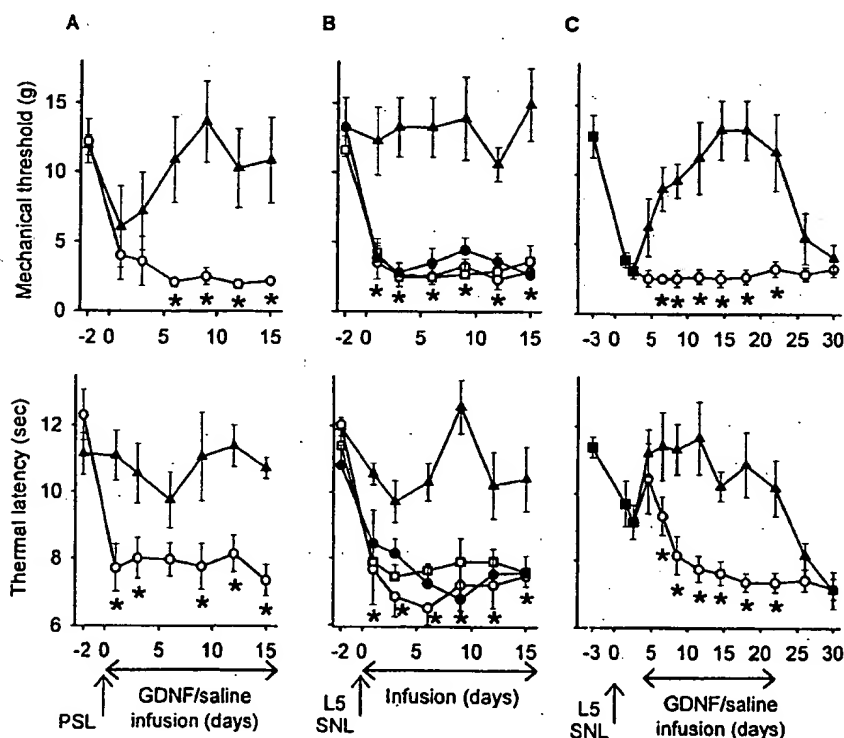 A B C
Mechanical threshold (g)
15
10
5
0
-2 0 5 10 15
-2 0 5 10 15
-3 0 5 10 15 20 25 30
* * * *
* * * * * *
* * * * * *
Thermal latency (sec)
12
10
8
6
* * * * *
* * * * * *
* * * * * *
-2 0 5 10 15
-2 0 5 10 15
-3 0 5 10 15 20 25 30
PSL
GDNF/saline
infusion (days)
L5
SNL
Infusion (days)
L5
SNL
GDNF/saline
infusion (days)